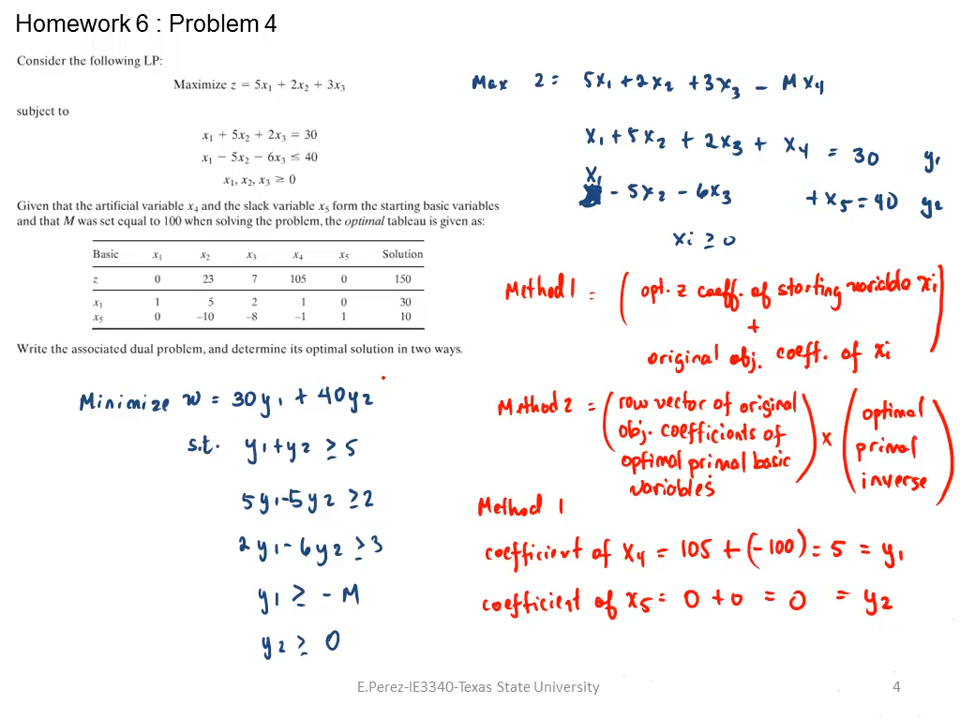 Homework 6 : Problem 4
Consider the following LP:
Maximize z = 5x₁ + 2x₂ + 3x₃
subject to
x₁ + 5x₂ + 2x₃ = 30
x₁ − 5x₂ − 6x₃ ≤ 40
x₁, x₂, x₃ ≥ 0
Given that the artificial variable x₄ and the slack variable x₅ form the starting basic variables
and that M was set equal to 100 when solving the problem, the optimal tableau is given as:
Basic x₁ x₂ x₃ x₄ x₅ Solution
z 0 23 7 105 0 150
x₁ 1 5 2 1 0 30
x₅ 0 −10 −8 −1 1 10
Write the associated dual problem, and determine its optimal solution in two ways.
Minimize w = 30y₁ + 40y₂
s.t. y₁+y₂ ≥ 5
5y₁-5y₂ ≥2
2y₁- 6y₂ ≥3
y₁ ≥ - M
y₂ ≥ 0
Max z = 5x₁ +2x₂ +3x₃ - Mx₄
x₁+5x₂ + 2x₃ + x₄ = 30 y₁
x₁ - 5x₂ - 6x₃ + x₅ = 40 y₂
xi ≥ 0
Method 1 = (opt. z coeff. of starting variable xi
+
original obj. coeff. of xi)
Method 2 = (row vector of original
obj. coefficients of
optimal primal basic
variables) x (optimal
primal
inverse)
Method 1
coefficient of x₄ = 105 + (-100) = 5 = y₁
coefficient of x₅ = 0 + 0 = 0 = y₂
E.Perez-IE3340-Texas State University
4